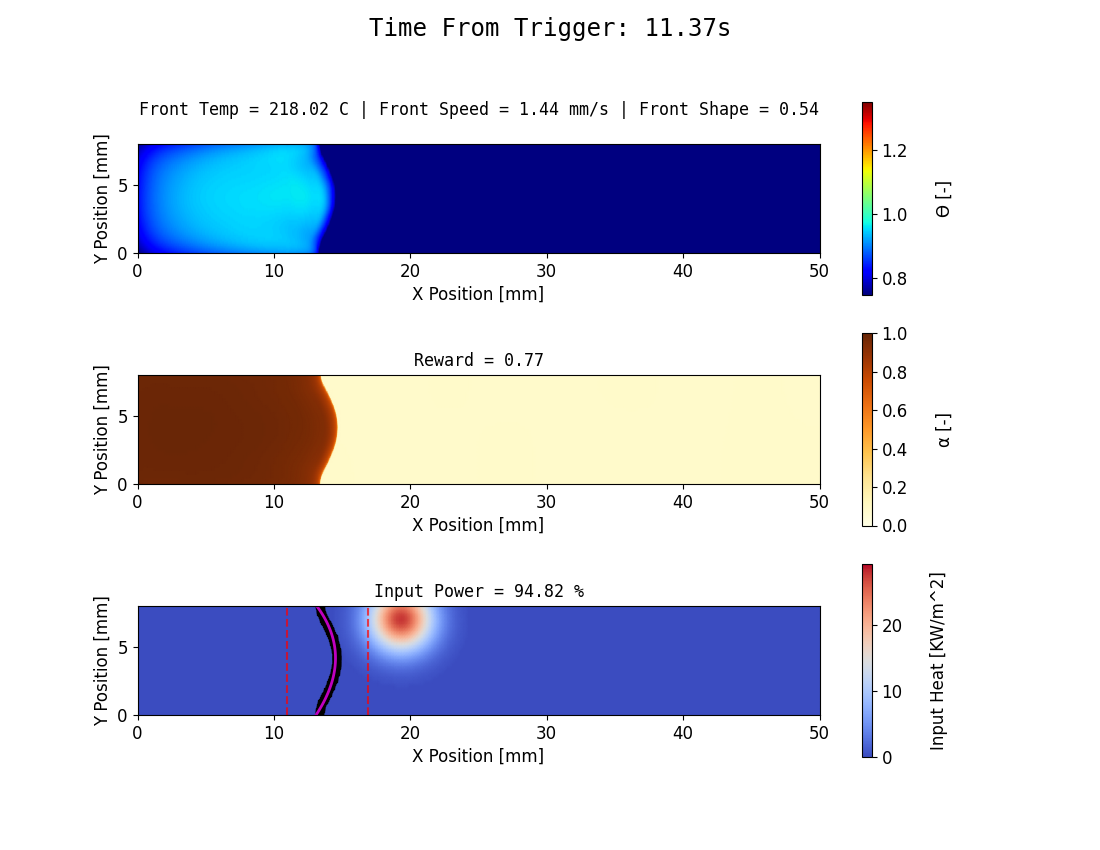 Time From Trigger: 11.37s
Front Temp = 218.02 C | Front Speed = 1.44 mm/s | Front Shape = 0.54
Y Position [mm]
5
0
0 10 20 30 40 50
X Position [mm]
1.2
1.0
0.8
Θ [-]
Reward = 0.77
Y Position [mm]
5
0
0 10 20 30 40 50
X Position [mm]
1.0
0.8
0.6
0.4
0.2
0.0
α [-]
Input Power = 94.82 %
Y Position [mm]
5
0
0 10 20 30 40 50
X Position [mm]
20
10
0
Input Heat [KW/m^2]